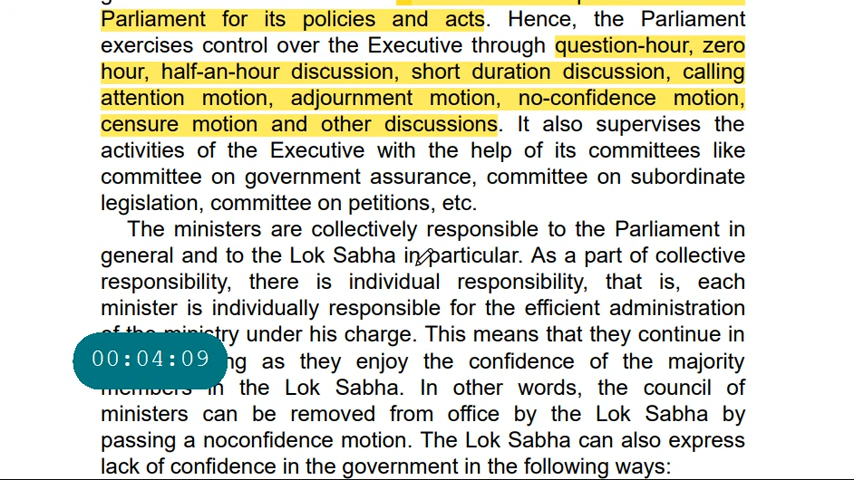 Parliament for its policies and acts. Hence, the Parliament
exercises control over the Executive through question-hour, zero
hour, half-an-hour discussion, short duration discussion, calling
attention motion, adjournment motion, no-confidence motion,
censure motion and other discussions. It also supervises the
activities of the Executive with the help of its committees like
committee on government assurance, committee on subordinate
legislation, committee on petitions, etc.
The ministers are collectively responsible to the Parliament in
general and to the Lok Sabha in particular. As a part of collective
responsibility, there is individual responsibility, that is, each
minister is individually responsible for the efficient administration
of the ministry under his charge. This means that they continue in
00:04:09 as they enjoy the confidence of the majority
members in the Lok Sabha. In other words, the council of
ministers can be removed from office by the Lok Sabha by
passing a noconfidence motion. The Lok Sabha can also express
lack of confidence in the government in the following ways: